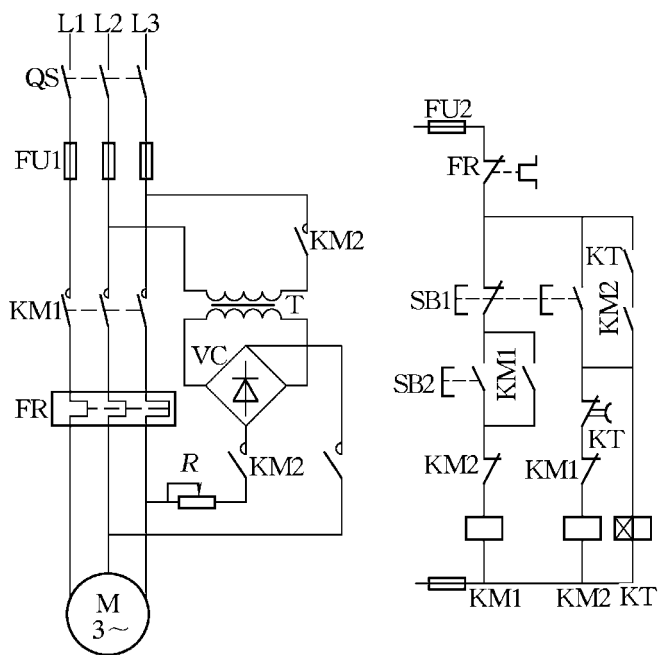 L1 L2 L3
QS
FU1
KM2
T
KM1
VC
FR
R
KM2
M
3～
FU2
FR
KT
SB1
KM2
SB2
KM1
KT
KM2
KM1
KM1
KM2
KT